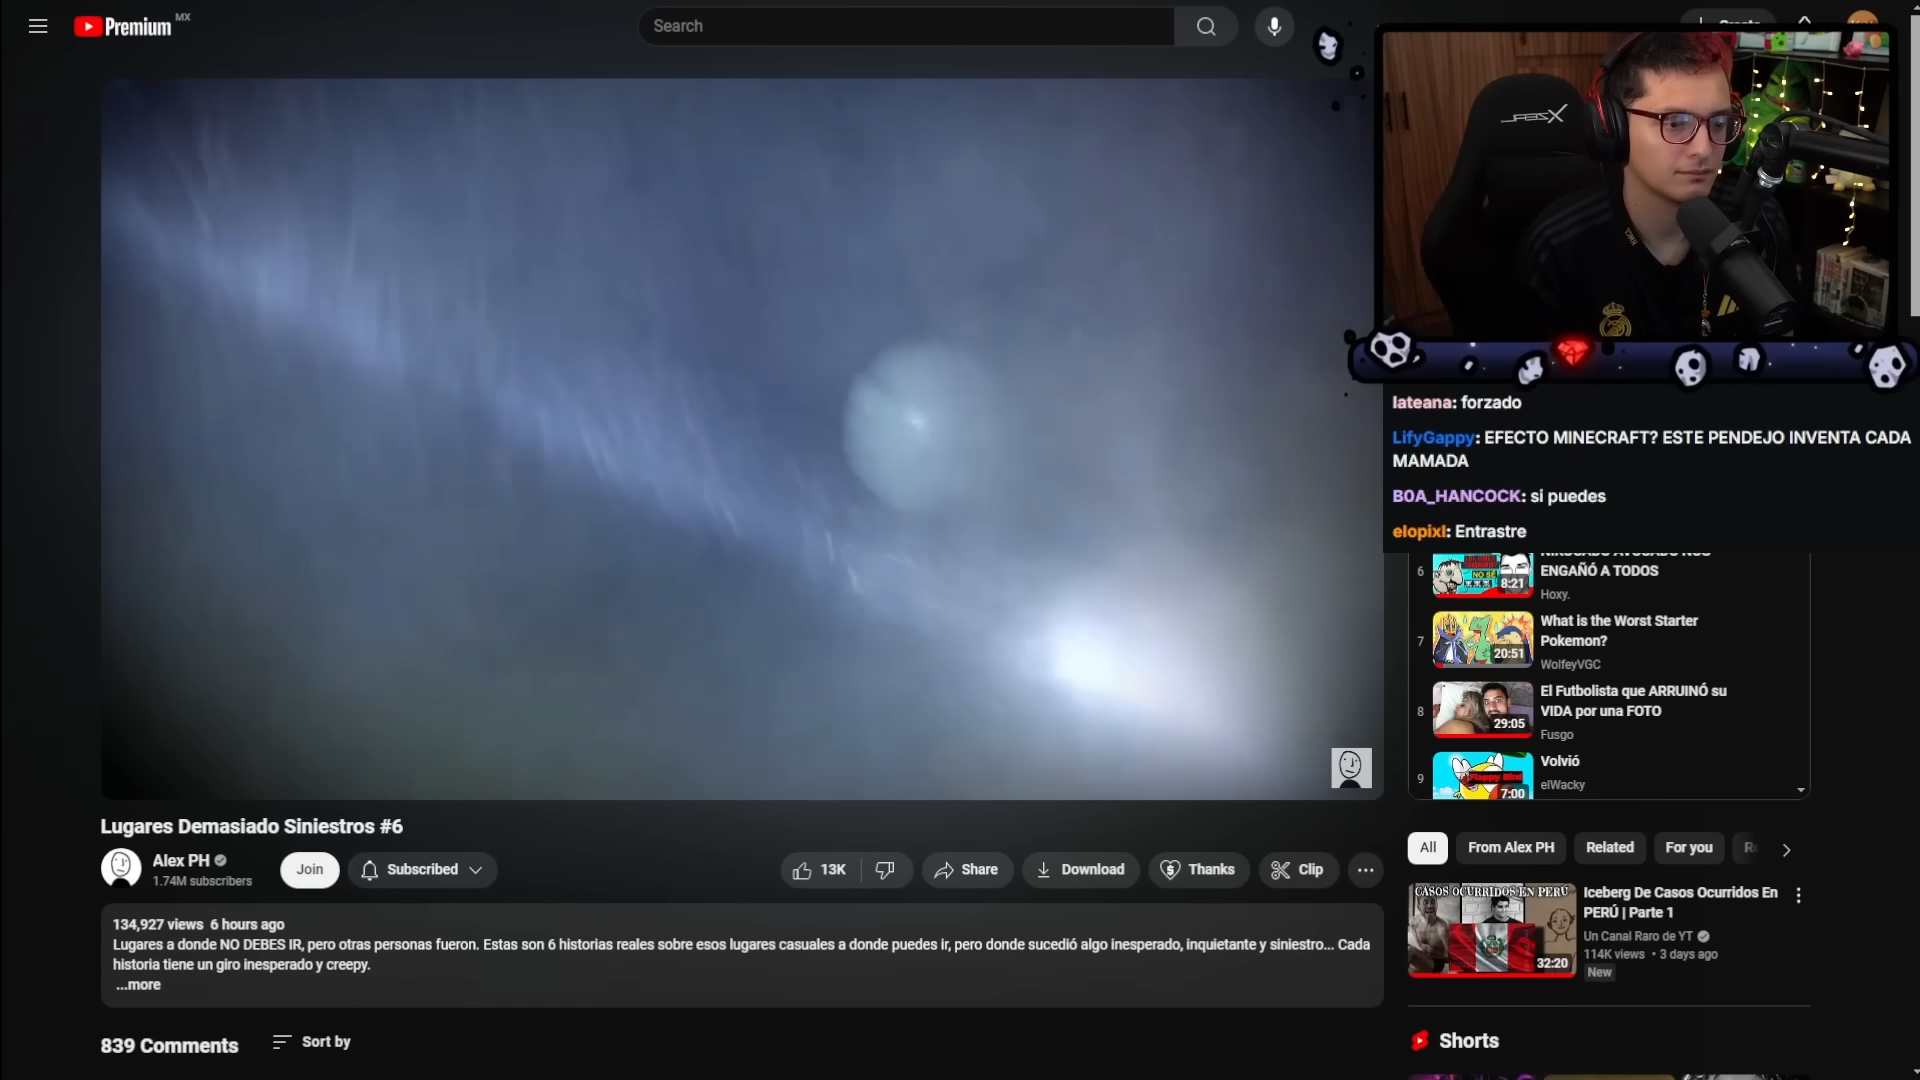 Premium MX
Search
Create
lateana: forzado
LifyGappy: EFECTO MINECRAFT? ESTE PENDEJO INVENTA CADA
MAMADA
B0A_HANCOCK: si puedes
elopixl: Entrastre
6
8:21
ENGAÑÓ A TODOS
Hoxy.
7
20:51
What is the Worst Starter
Pokemon?
WolfeyVGC
8
29:05
El Futbolista que ARRUINÓ su
VIDA por una FOTO
Fusgo
9
Flappy Bird
7:00
Volvió
elWacky
Lugares Demasiado Siniestros #6
Alex PH
1.74M subscribers
Join
Subscribed
13K
Share
Download
Thanks
Clip
134,927 views 6 hours ago
Lugares a donde NO DEBES IR, pero otras personas fueron. Estas son 6 historias reales sobre esos lugares casuales a donde puedes ir, pero donde sucedió algo inesperado, inquietante y siniestro... Cada
historia tiene un giro inesperado y creepy.
...more
839 Comments
Sort by
All
From Alex PH
Related
For you
CASOS OCURRIDOS EN PERÚ
32:20
Iceberg De Casos Ocurridos En
PERÚ | Parte 1
Un Canal Raro de YT
114K views • 3 days ago
New
Shorts